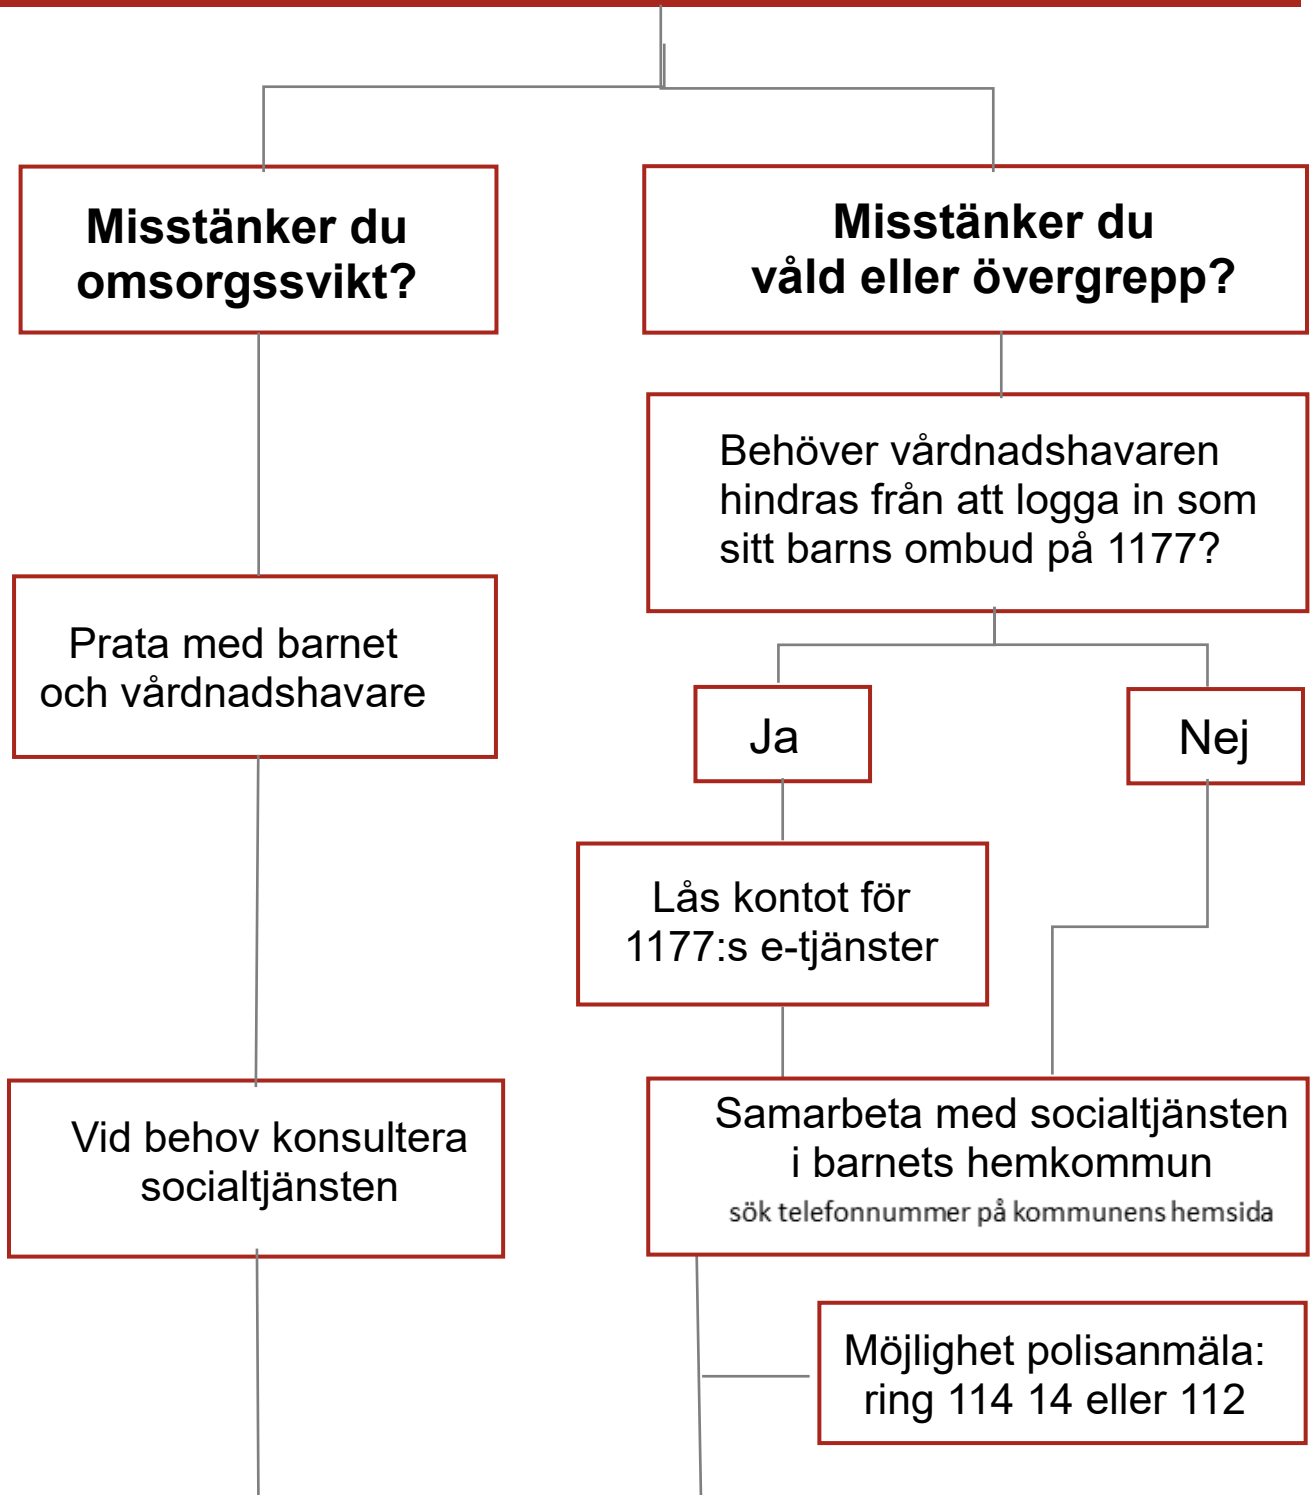 Misstänker du
omsorgssvikt?
Misstänker du
våld eller övergrepp?
Behöver vårdnadshavaren
hindras från att logga in som
sitt barns ombud på 1177?
Prata med barnet
och vårdnadshavare
Ja
Nej
Lås kontot för
1177:s e-tjänster
Vid behov konsultera
socialtjänsten
Samarbeta med socialtjänsten
i barnets hemkommun
sök telefonnummer på kommunens hemsida
Möjlighet polisanmäla:
ring 114 14 eller 112